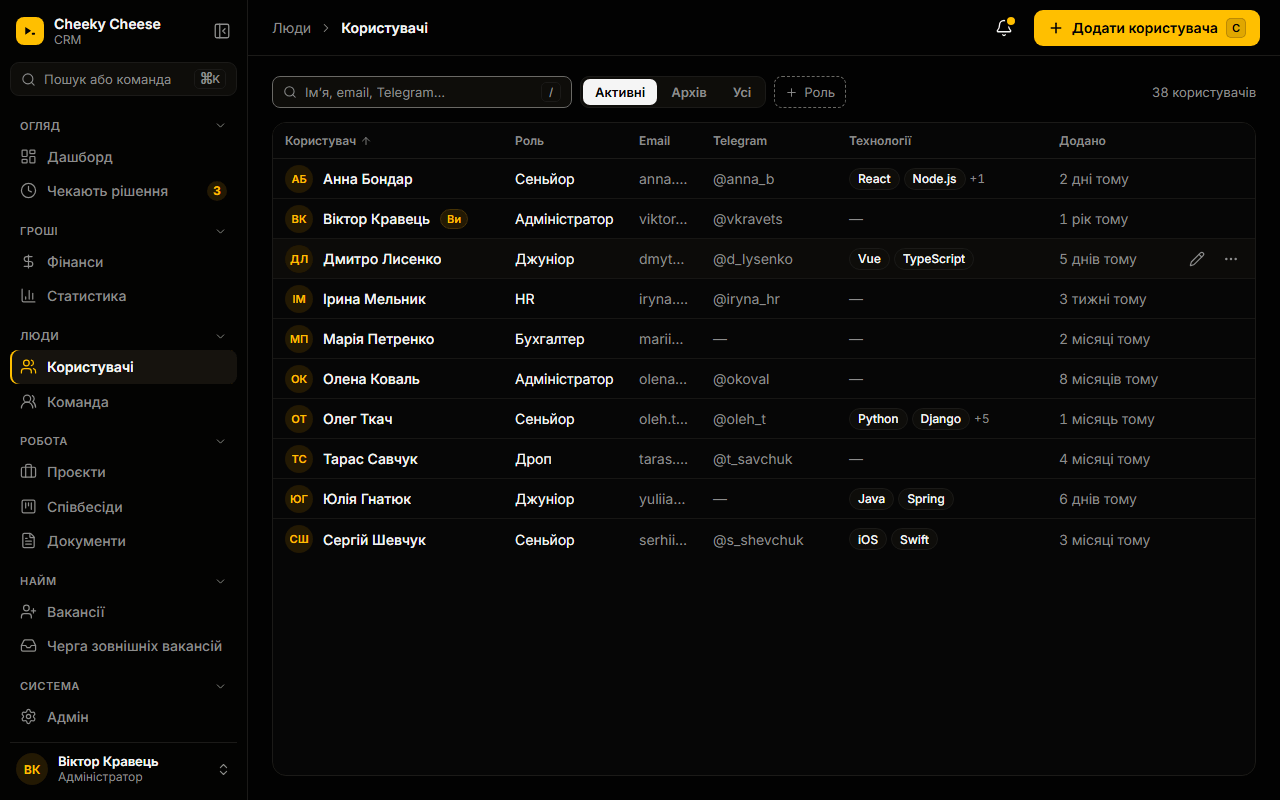 Cheeky Cheese
CRM
Пошук або команда ⌘K
ОГЛЯД
Дашборд
Чекають рішення 3
ГРОШІ
Фінанси
Статистика
ЛЮДИ
Користувачі
Команда
РОБОТА
Проєкти
Співбесіди
Документи
НАЙМ
Вакансії
Черга зовнішніх вакансій
СИСТЕМА
Адмін
ВК Віктор Кравець
Адміністратор
Люди > Користувачі
+ Додати користувача C
Ім’я, email, Telegram... /
Активні Архів Усі + Роль 38 користувачів
Користувач ↑ Роль Email Telegram Технології Додано
АБ Анна Бондар Сеньйор anna.... @anna_b React Node.js +1 2 дні тому
ВК Віктор Кравець Ви Адміністратор viktor... @vkravets — 1 рік тому
ДЛ Дмитро Лисенко Джуніор dmyt... @d_lysenko Vue TypeScript 5 днів тому
ІМ Ірина Мельник HR iryna.... @iryna_hr — 3 тижні тому
МП Марія Петренко Бухгалтер marii... — — 2 місяці тому
ОК Олена Коваль Адміністратор olena... @okoval — 8 місяців тому
ОТ Олег Ткач Сеньйор oleh.t... @oleh_t Python Django +5 1 місяць тому
ТС Тарас Савчук Дроп taras.... @t_savchuk — 4 місяці тому
ЮГ Юлія Гнатюк Джуніор yuliia... — Java Spring 6 днів тому
СШ Сергій Шевчук Сеньйор serhii... @s_shevchuk iOS Swift 3 місяці тому